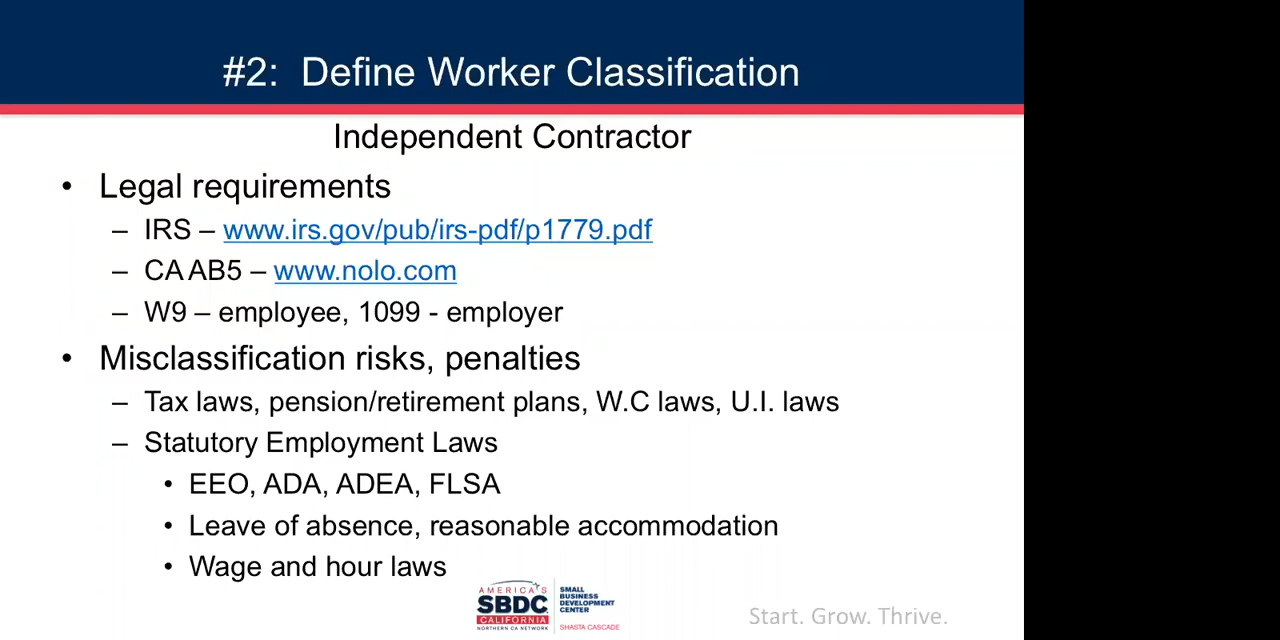 #2: Define Worker Classification
Independent Contractor
• Legal requirements
– IRS – www.irs.gov/pub/irs-pdf/p1779.pdf
– CA AB5 – www.nolo.com
– W9 – employee, 1099 - employer
• Misclassification risks, penalties
– Tax laws, pension/retirement plans, W.C laws, U.I. laws
– Statutory Employment Laws
• EEO, ADA, ADEA, FLSA
• Leave of absence, reasonable accommodation
• Wage and hour laws
AMERICA'S
SBDC
CALIFORNIA
NORTHERN CA NETWORK
SMALL
BUSINESS
DEVELOPMENT
CENTER
SHASTA CASCADE
Start. Grow. Thrive.